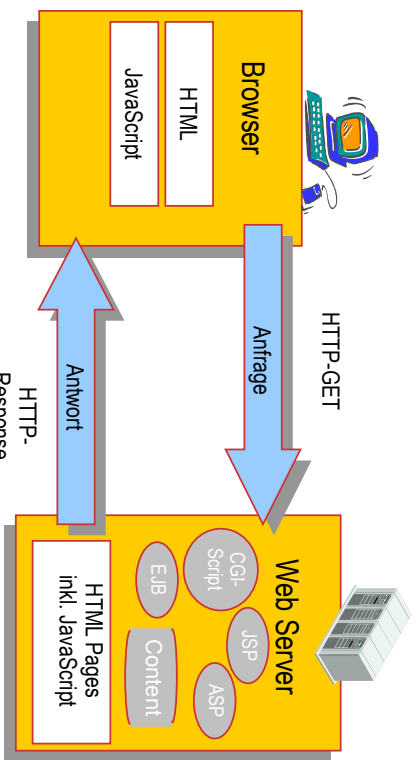 Browser
HTML
JavaScript
HTTP-GET
Anfrage
Antwort
HTTP-
Response
Web Server
CGI-
Script
JSP
ASP
EJB
Content
HTML Pages
inkl. JavaScript